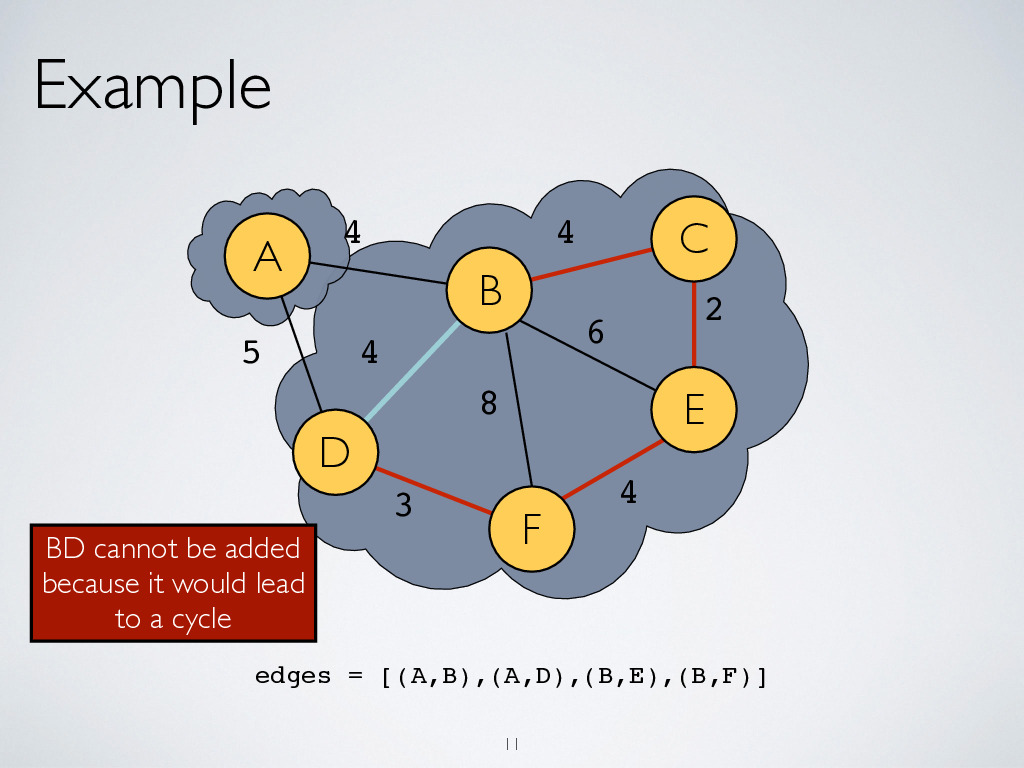 Example
4
4
A
C
B
2
6
5
4
8
E
D
4
3
F
BD cannot be added
because it would lead
to a cycle
edges = [(A,B),(A,D),(B,E),(B,F)]
11